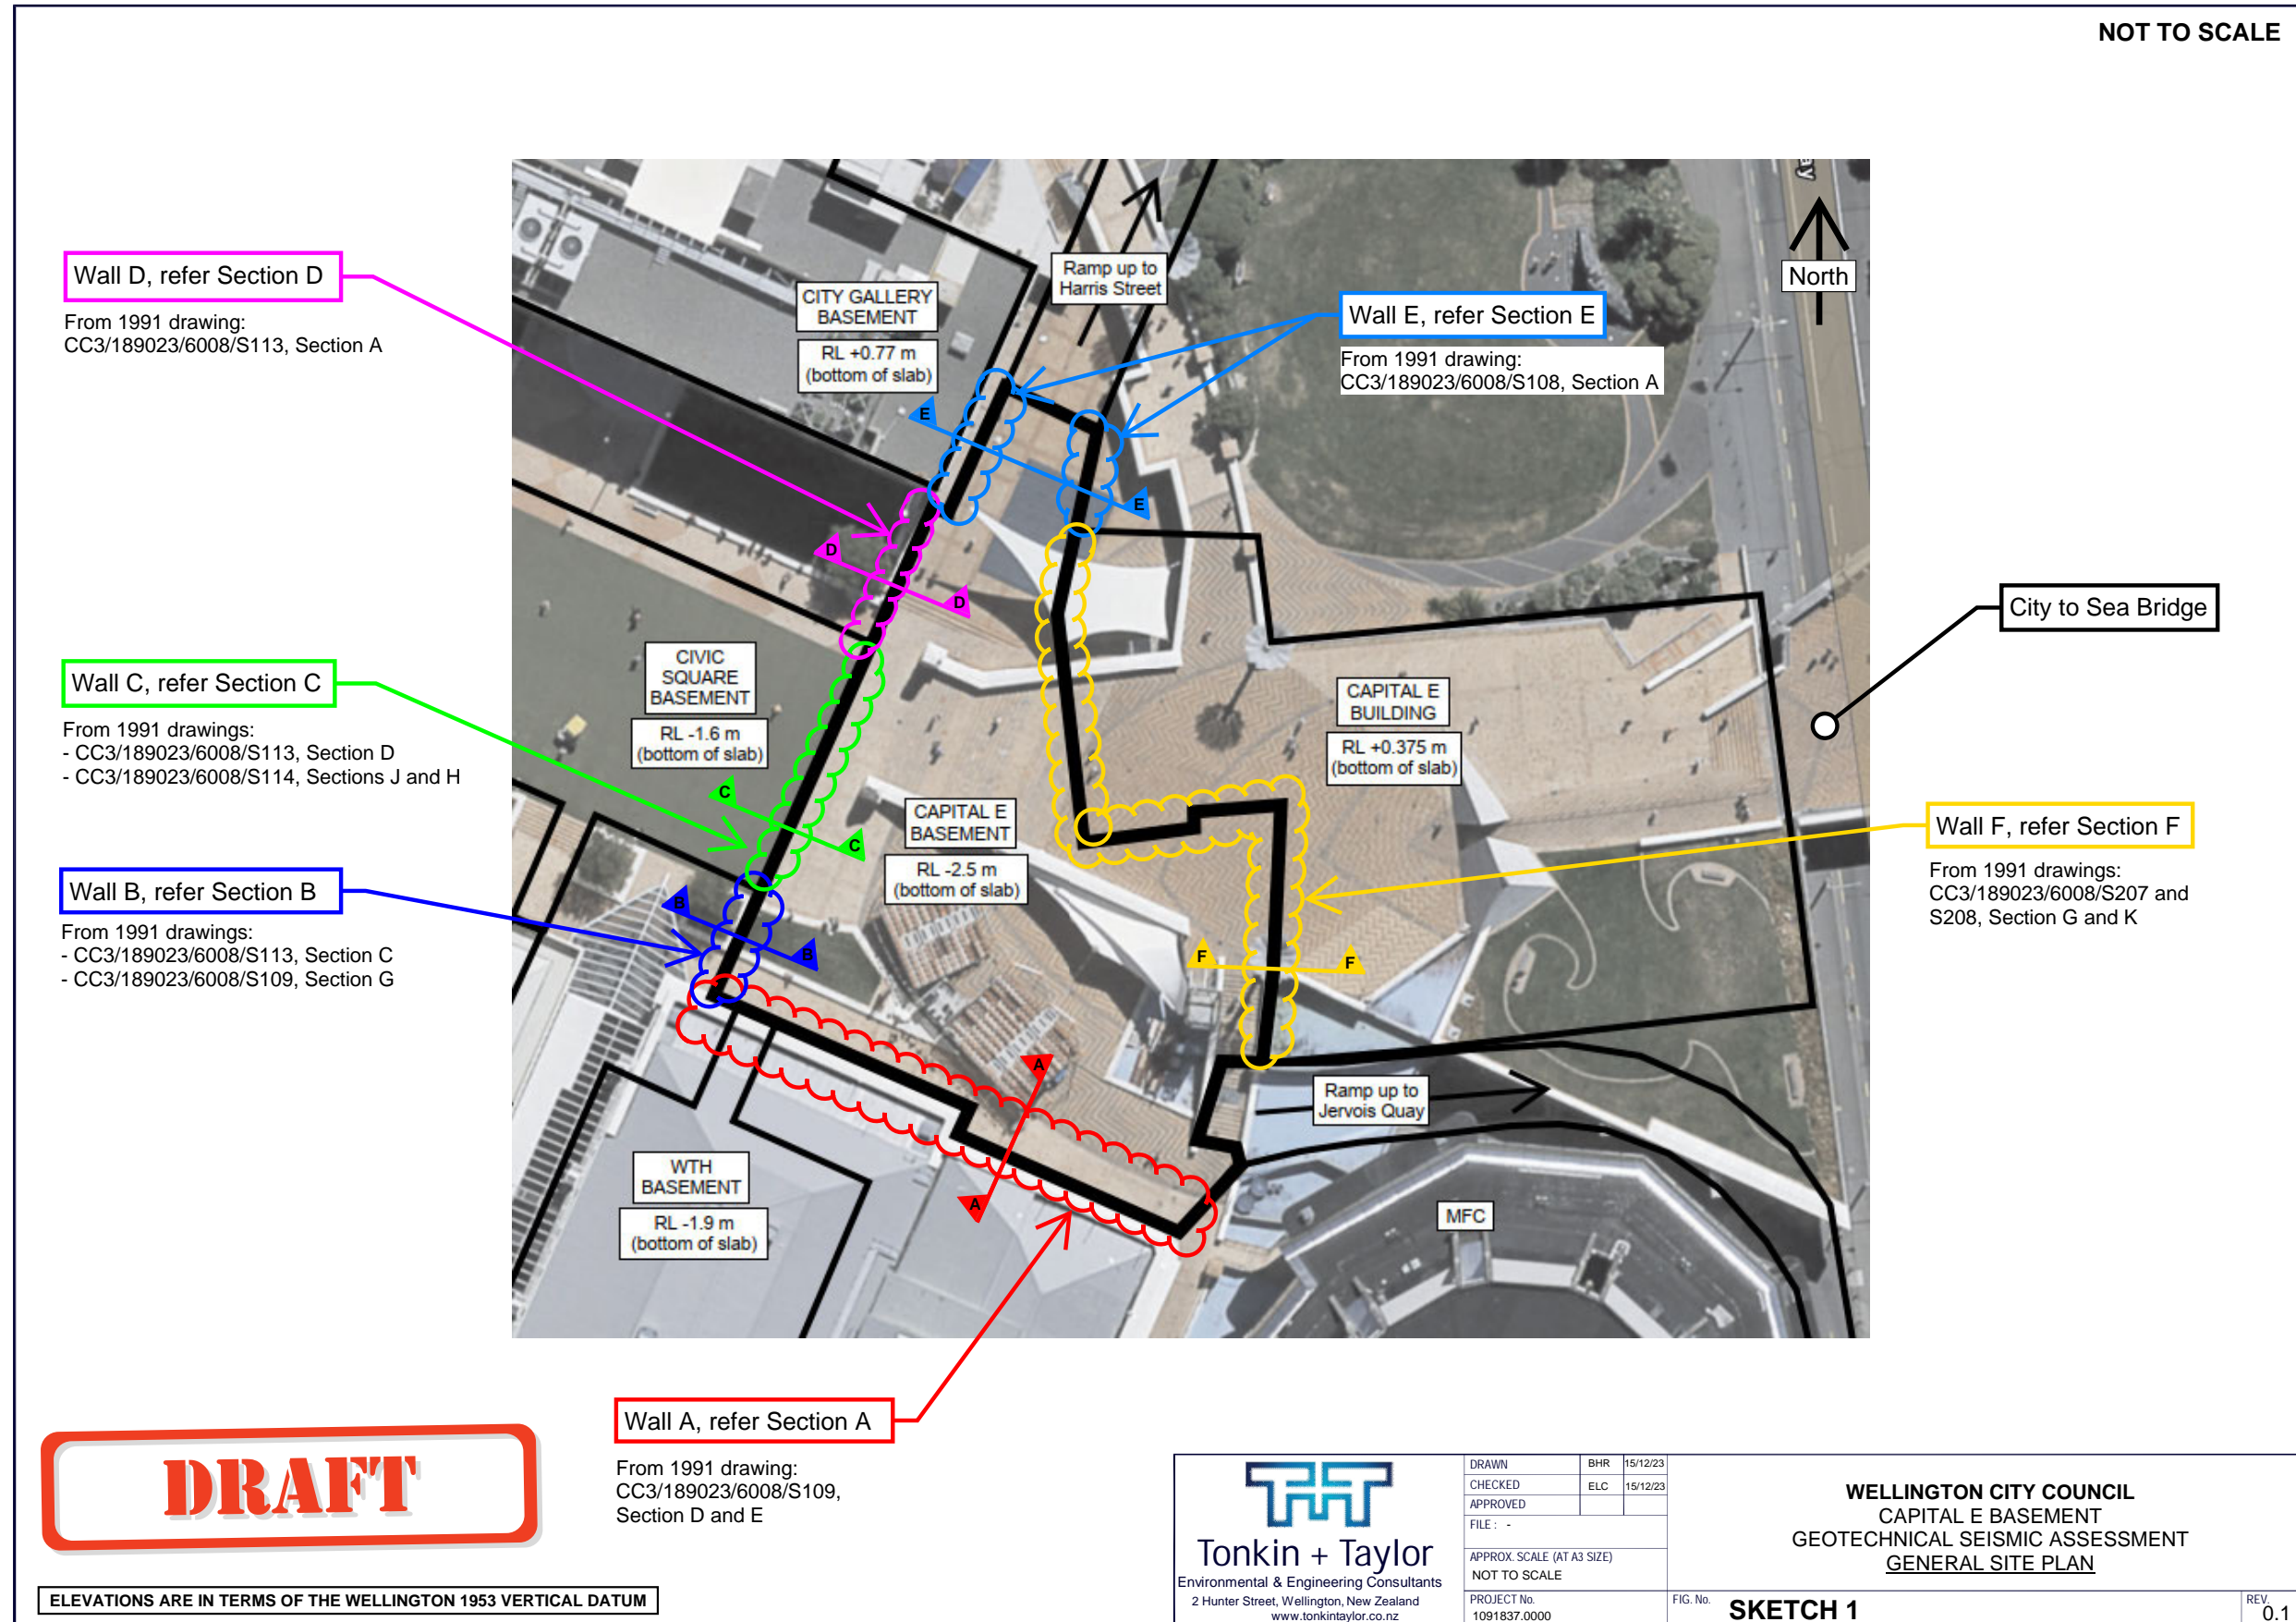 NOT TO SCALE
ay
North
Wall D, refer Section D
From 1991 drawing:
CC3/189023/6008/S113, Section A
CITY GALLERY
BASEMENT
RL +0.77 m
(bottom of slab)
Ramp up to
Harris Street
Wall E, refer Section E
From 1991 drawing:
CC3/189023/6008/S108, Section A
E
E
D
D
City to Sea Bridge
Wall C, refer Section C
From 1991 drawings:
- CC3/189023/6008/S113, Section D
- CC3/189023/6008/S114, Sections J and H
CIVIC
SQUARE
BASEMENT
RL -1.6 m
(bottom of slab)
CAPITAL E
BUILDING
RL +0.375 m
(bottom of slab)
C
C
CAPITAL E
BASEMENT
RL -2.5 m
(bottom of slab)
Wall F, refer Section F
From 1991 drawings:
CC3/189023/6008/S207 and
S208, Section G and K
Wall B, refer Section B
From 1991 drawings:
- CC3/189023/6008/S113, Section C
- CC3/189023/6008/S109, Section G
B
B
F
F
A
A
Ramp up to
Jervois Quay
WTH
BASEMENT
RL -1.9 m
(bottom of slab)
MFC
Wall A, refer Section A
From 1991 drawing:
CC3/189023/6008/S109,
Section D and E
DRAFT
ELEVATIONS ARE IN TERMS OF THE WELLINGTON 1953 VERTICAL DATUM
Tonkin + Taylor
Environmental & Engineering Consultants
2 Hunter Street, Wellington, New Zealand
www.tonkintaylor.co.nz
DRAWN BHR 15/12/23
CHECKED ELC 15/12/23
APPROVED
FILE : -
APPROX. SCALE (AT A3 SIZE)
NOT TO SCALE
PROJECT No.
1091837.0000
WELLINGTON CITY COUNCIL
CAPITAL E BASEMENT
GEOTECHNICAL SEISMIC ASSESSMENT
GENERAL SITE PLAN
FIG. No. SKETCH 1
REV. 0.1